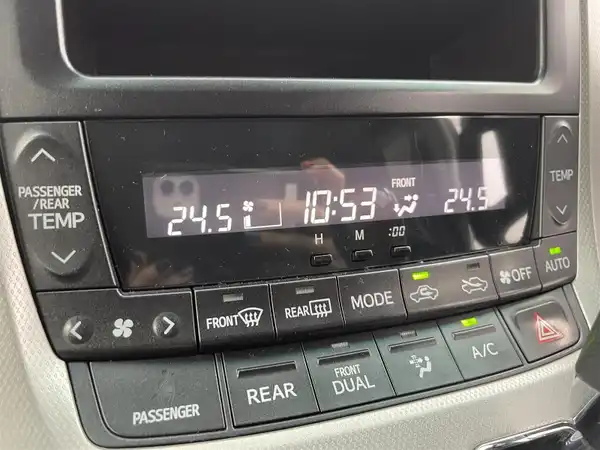 PASSENGER
/REAR
TEMP
24.5
10:53
FRONT
24.5
TEMP
H
M
:00
FRONT
REAR
MODE
OFF
AUTO
PASSENGER
REAR
FRONT
DUAL
A/C